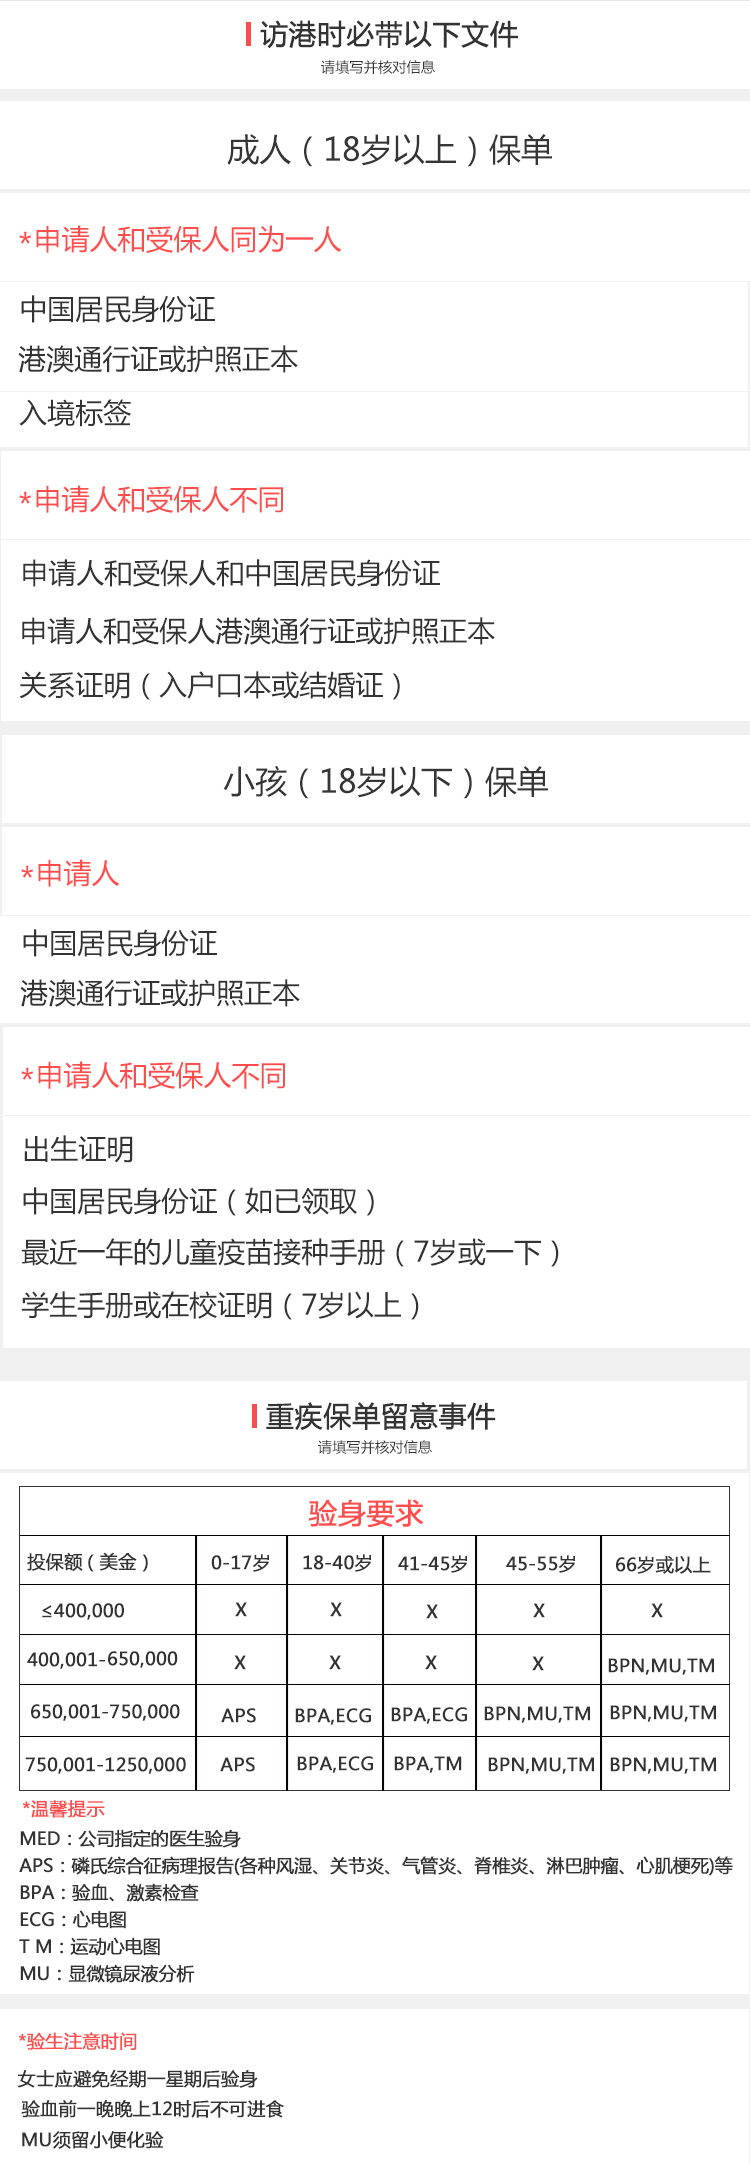 访港时必带以下文件
请填写并核对信息
成人（18岁以上）保单
*申请人和受保人同为一人
中国居民身份证
港澳通行证或护照正本
入境标签
*申请人和受保人不同
申请人和受保人和中国居民身份证
申请人和受保人港澳通行证或护照正本
关系证明（入户口本或结婚证）
小孩（18岁以下）保单
*申请人
中国居民身份证
港澳通行证或护照正本
*申请人和受保人不同
出生证明
中国居民身份证（如已领取）
最近一年的儿童疫苗接种手册（7岁或一下）
学生手册或在校证明（7岁以上）
重疾保单留意事件
请填写并核对信息
验身要求
投保额（美金） 0-17岁 18-40岁 41-45岁 45-55岁 66岁或以上
≤400,000 X X X X X
400,001-650,000 X X X X BPN,MU,TM
650,001-750,000 APS BPA,ECG BPA,ECG BPN,MU,TM BPN,MU,TM
750,001-1250,000 APS BPA,ECG BPA,TM BPN,MU,TM BPN,MU,TM
*温馨提示
MED：公司指定的医生验身
APS：磷氏综合征病理报告(各种风湿、关节炎、气管炎、脊椎炎、淋巴肿瘤、心肌梗死)等
BPA：验血、激素检查
ECG：心电图
T M：运动心电图
MU：显微镜尿液分析
*验生注意时间
女士应避免经期一星期后验身
验血前一晚晚上12时后不可进食
MU须留小便化验